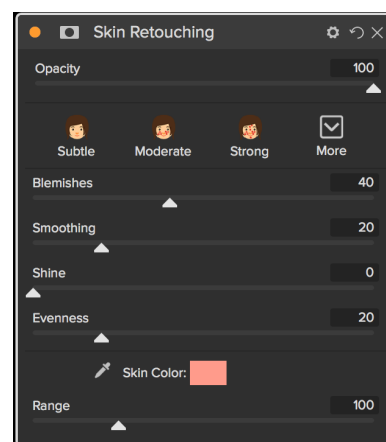 Skin Retouching
Opacity 100
Subtle Moderate Strong More
Blemishes 40
Smoothing 20
Shine 0
Evenness 20
Skin Color:
Range 100